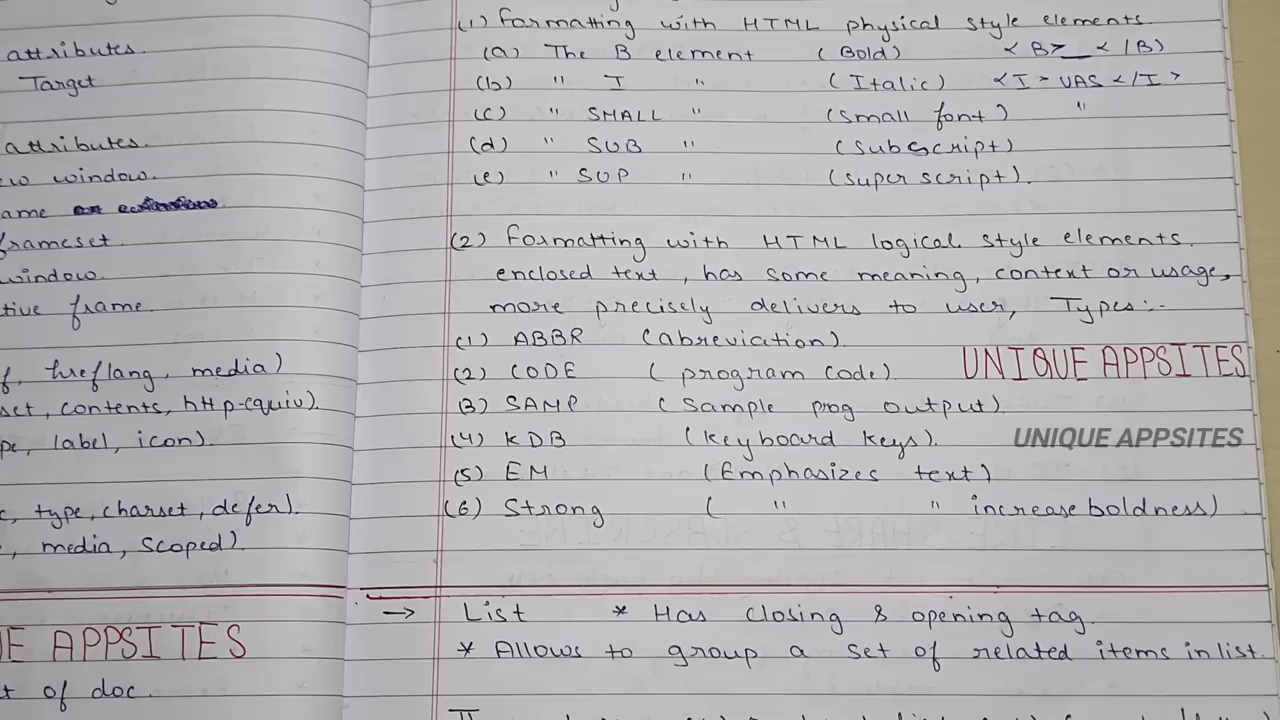 attributes.
Target
attributes.
window.
ame
frameset.
window.
tive frame.
hreflang, media)
set, contents, http-(quiv).
pe, label, icon).
type, charset, defer).
, media, scoped).
E APPSITES
t of doc.
(1) Formatting with HTML physical style elements.
(a) The B element (Bold) < B> __ < /B)
(b) " I " (Italic) <I> VAS </I>
(c) " SMALL " (small font) "
(d) " SUB " (subscript)
(e) " SUP " (super script).
(2) Formatting with HTML logical style elements.
enclosed text, has some meaning, context or usage,
more precisely delivers to user, Types:-
(1) ABBR (abreviation).
UNIQUE APPSITES
(2) CODE (program code).
(3) SAMP (Sample prog output).
(4) KDB (Keyboard keys).
UNIQUE APPSITES
(5) EM (Emphasizes text)
(6) Strong ( " " increase boldness)
→ List * Has closing & opening tag.
* Allows to group a set of related items in list.